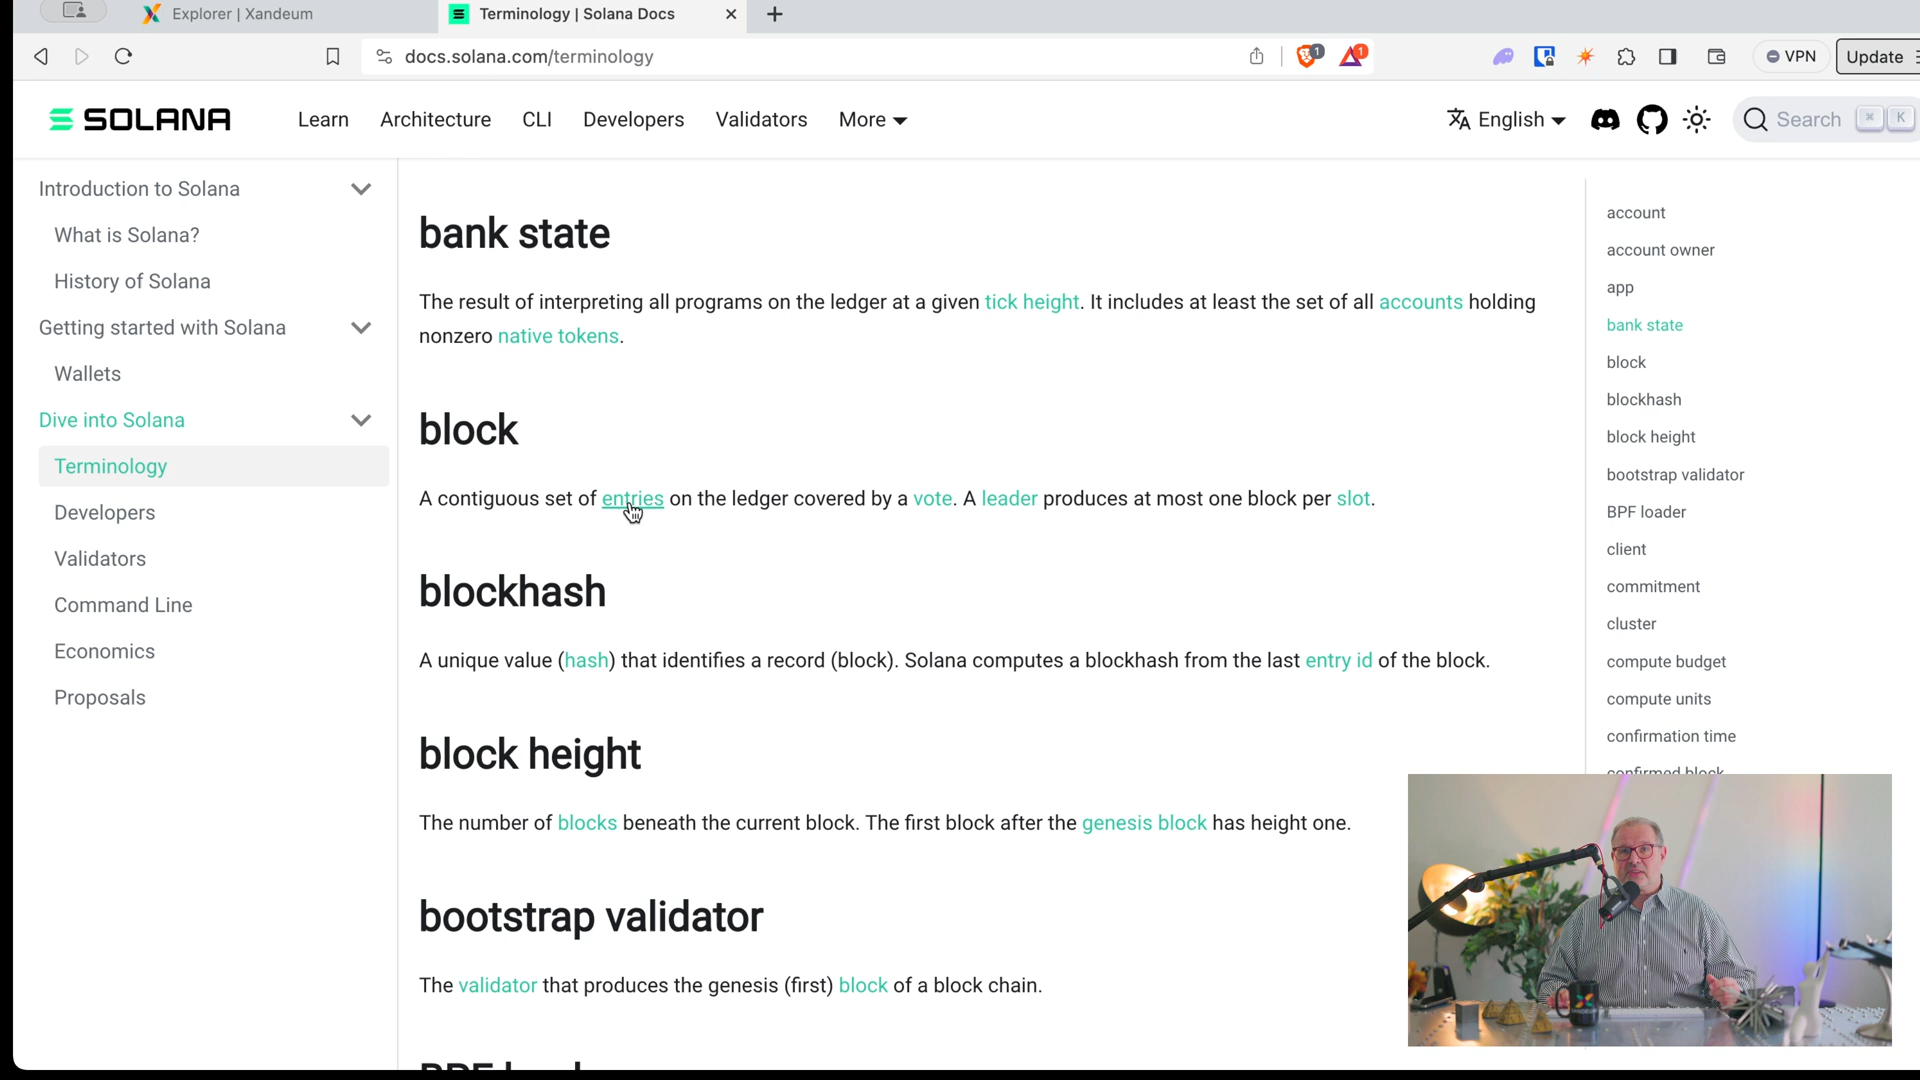 Explorer | Xandeum
Terminology | Solana Docs
docs.solana.com/terminology
1
1
VPN
Update
SOLANA
Learn
Architecture
CLI
Developers
Validators
More
English
Search
⌘ K
Introduction to Solana
What is Solana?
History of Solana
Getting started with Solana
Wallets
Dive into Solana
Terminology
Developers
Validators
Command Line
Economics
Proposals
bank state
The result of interpreting all programs on the ledger at a given tick height. It includes at least the set of all accounts holding
nonzero native tokens.
block
A contiguous set of entries on the ledger covered by a vote. A leader produces at most one block per slot.
blockhash
A unique value (hash) that identifies a record (block). Solana computes a blockhash from the last entry id of the block.
block height
The number of blocks beneath the current block. The first block after the genesis block has height one.
bootstrap validator
The validator that produces the genesis (first) block of a block chain.
account
account owner
app
bank state
block
blockhash
block height
bootstrap validator
BPF loader
client
commitment
cluster
compute budget
compute units
confirmation time
confirmed block